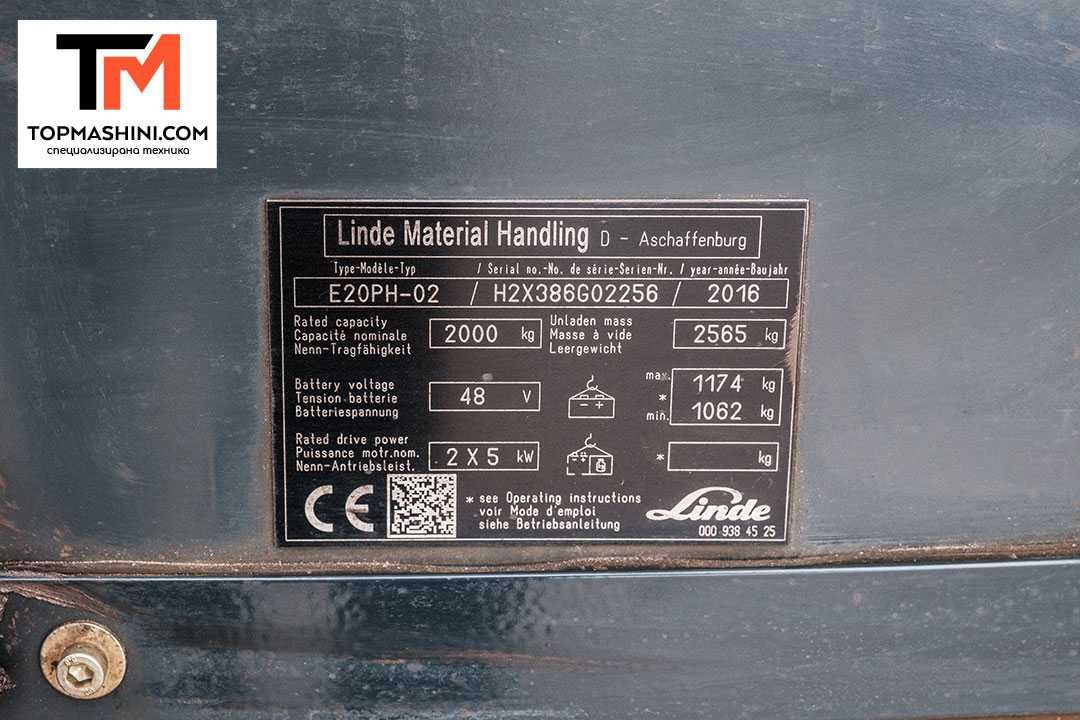 TM
TOPMASHINI.COM
специализирана техника
Linde Material Handling D - Aschaffenburg
Type-Modèle-Typ / Serial no.-No. de série-Serien-Nr. / year-année-Baujahr
E20PH-02 / H2X386G02256 / 2016
Rated capacity
Capacité nominale
Nenn-Tragfähigkeit
2000 kg
Unladen mass
Masse à vide
Leergewicht
2565 kg
Battery voltage
Tension batterie
Batteriespannung
48 V
max. 1174 kg
*
min. 1062 kg
Rated drive power
Puissance motr.nom.
Nenn-Antriebsleist.
2 X 5 kW
* kg
CE
* see Operating instructions
voir Mode d'emploi
siehe Betriebsanleitung
Linde
000 938 45 25